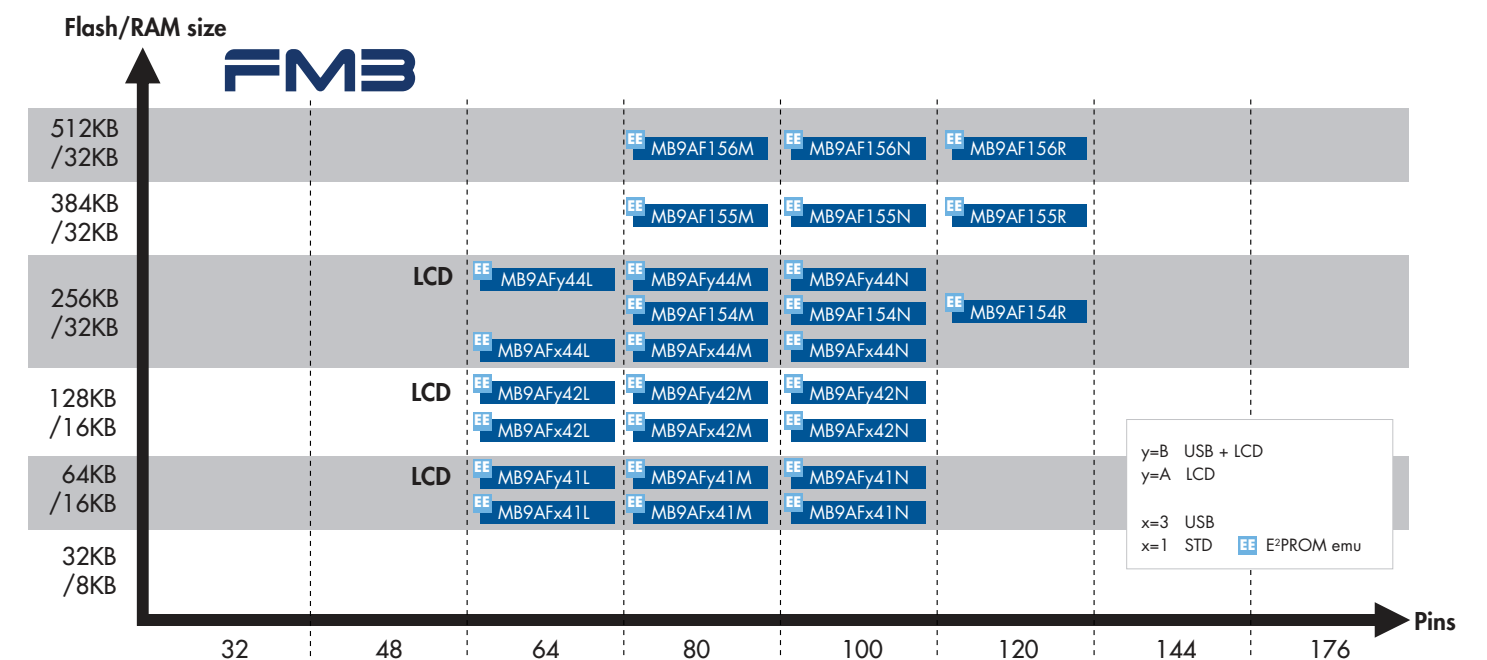 Flash/RAM size
FM3
512KB
/32KB
EE MB9AF156M EE MB9AF156N EE MB9AF156R
384KB
/32KB
EE MB9AF155M EE MB9AF155N EE MB9AF155R
256KB
/32KB
LCD EE MB9AFy44L EE MB9AFy44M EE MB9AFy44N
EE MB9AF154M EE MB9AF154N EE MB9AF154R
EE MB9AFx44L EE MB9AFx44M EE MB9AFx44N
128KB
/16KB
LCD EE MB9AFy42L EE MB9AFy42M EE MB9AFy42N
EE MB9AFx42L EE MB9AFx42M EE MB9AFx42N
64KB
/16KB
LCD EE MB9AFy41L EE MB9AFy41M EE MB9AFy41N
EE MB9AFx41L EE MB9AFx41M EE MB9AFx41N
32KB
/8KB
y=B USB + LCD
y=A LCD
x=3 USB
x=1 STD EE E²PROM emu
Pins
32 48 64 80 100 120 144 176